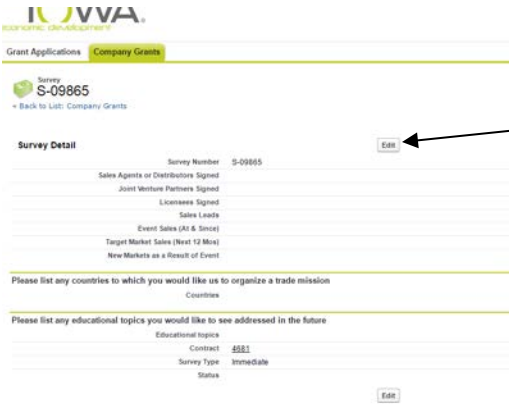 IOWA.
economic development
Grant Applications Company Grants
Survey
S-09865
« Back to List: Company Grants
Survey Detail Edit
Survey Number S-09865
Sales Agents or Distributors Signed
Joint Venture Partners Signed
Licensees Signed
Sales Leads
Event Sales (At & Since)
Target Market Sales (Next 12 Mos)
New Markets as a Result of Event
Please list any countries to which you would like us to organize a trade mission
Countries
Please list any educational topics you would like to see addressed in the future
Educational topics
Contract 4681
Survey Type Immediate
Status
Edit